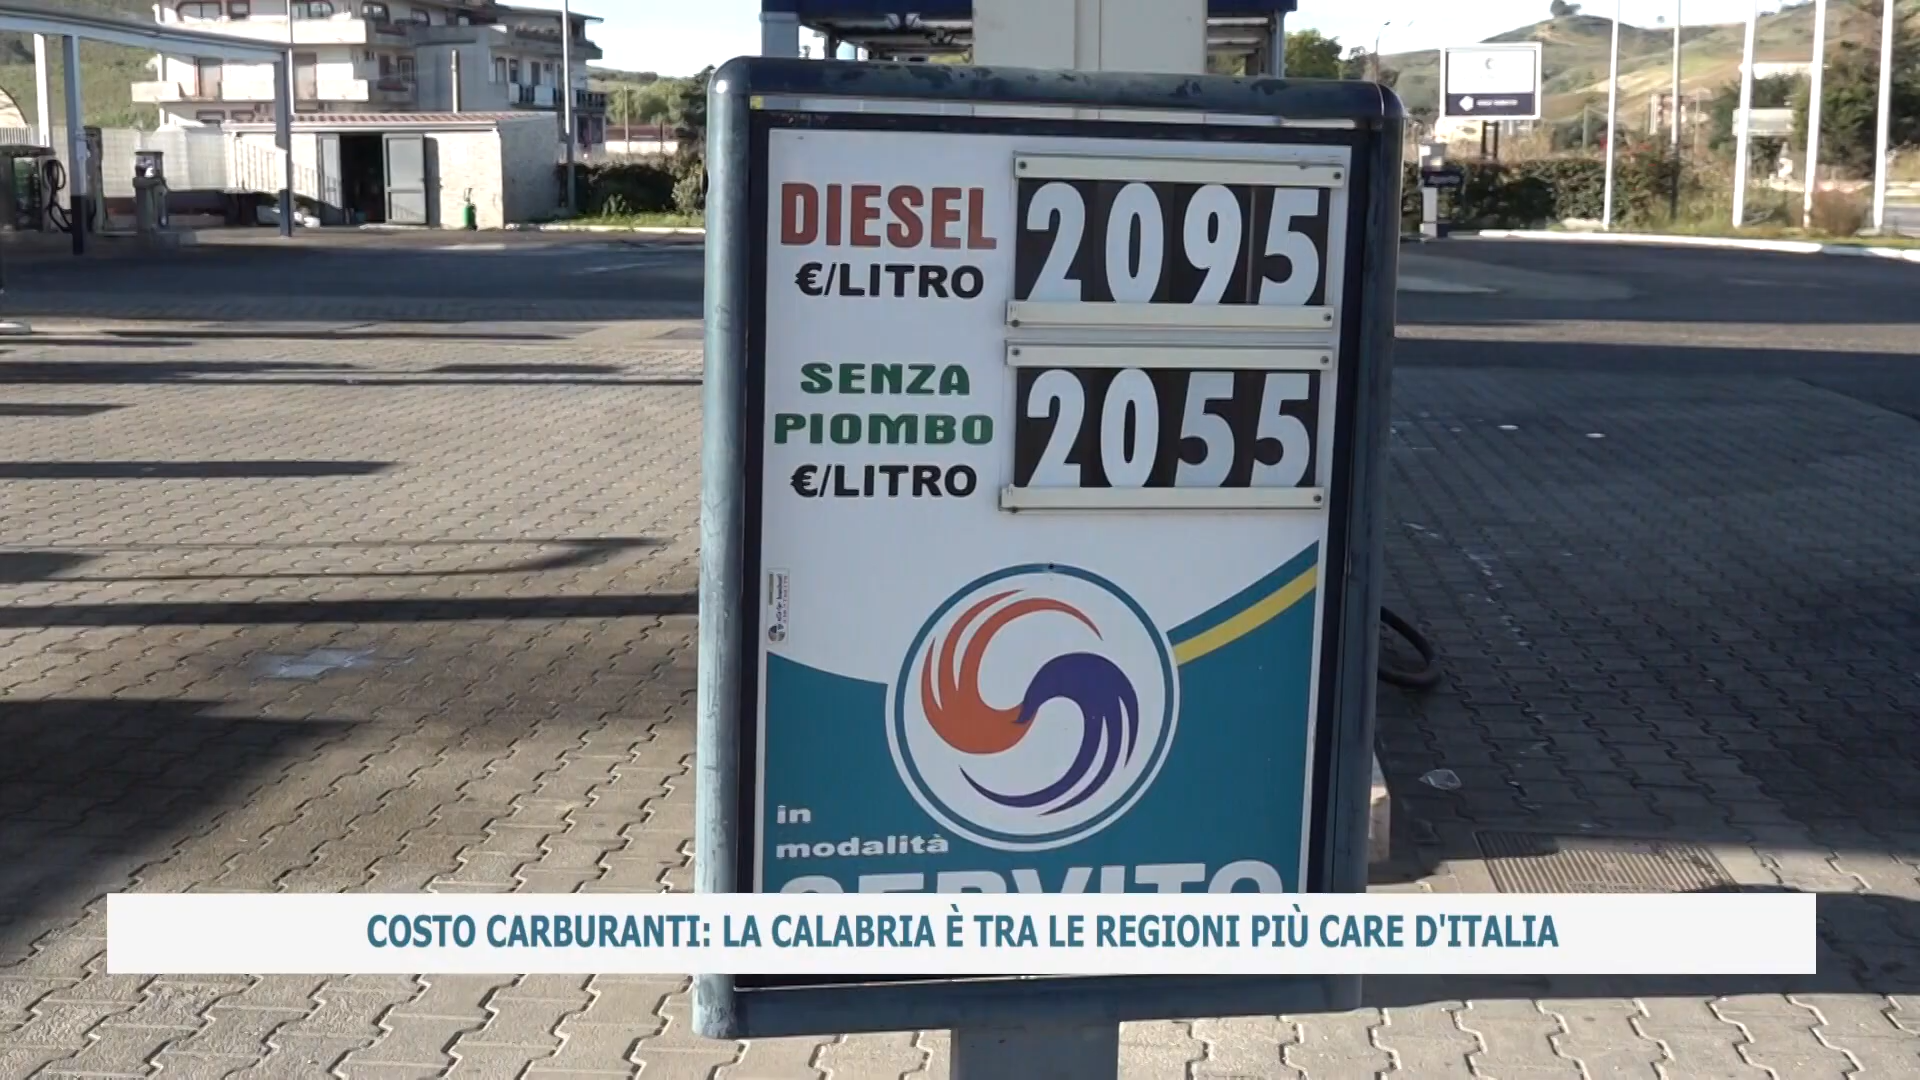 DIESEL
€/LITRO
2095
SENZA
PIOMBO
€/LITRO
2055
in
modalità
SERVITO
COSTO CARBURANTI: LA CALABRIA È TRA LE REGIONI PIÙ CARE D'ITALIA